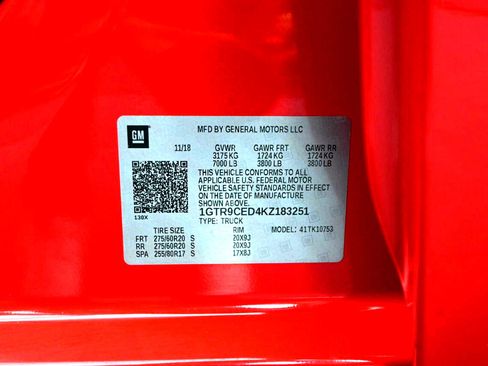 GM
MFD BY GENERAL MOTORS LLC
11/18 GVWR GAWR FRT GAWR RR
3175 KG 1724 KG 1724 KG
7000 LB 3800 LB 3800 LB
THIS VEHICLE CONFORMS TO ALL
APPLICABLE U.S. FEDERAL MOTOR
VEHICLE SAFETY STANDARDS IN EFFECT
ON THE DATE OF MANUFACTURE
SHOWN ABOVE.
130X
1GTR9CED4KZ183251
TYPE: TRUCK
TIRE SIZE RIM MODEL: 41TK10753
FRT 275/60R20 S 20X9J
RR 275/60R20 S 20X9J
SPA 255/80R17 S 17X8J